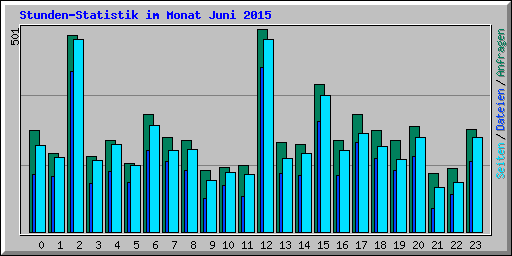 Stunden-Statistik im Monat Juni 2015
501
Seiten/Dateien/Anfragen
0 1 2 3 4 5 6 7 8 9 10 11 12 13 14 15 16 17 18 19 20 21 22 23